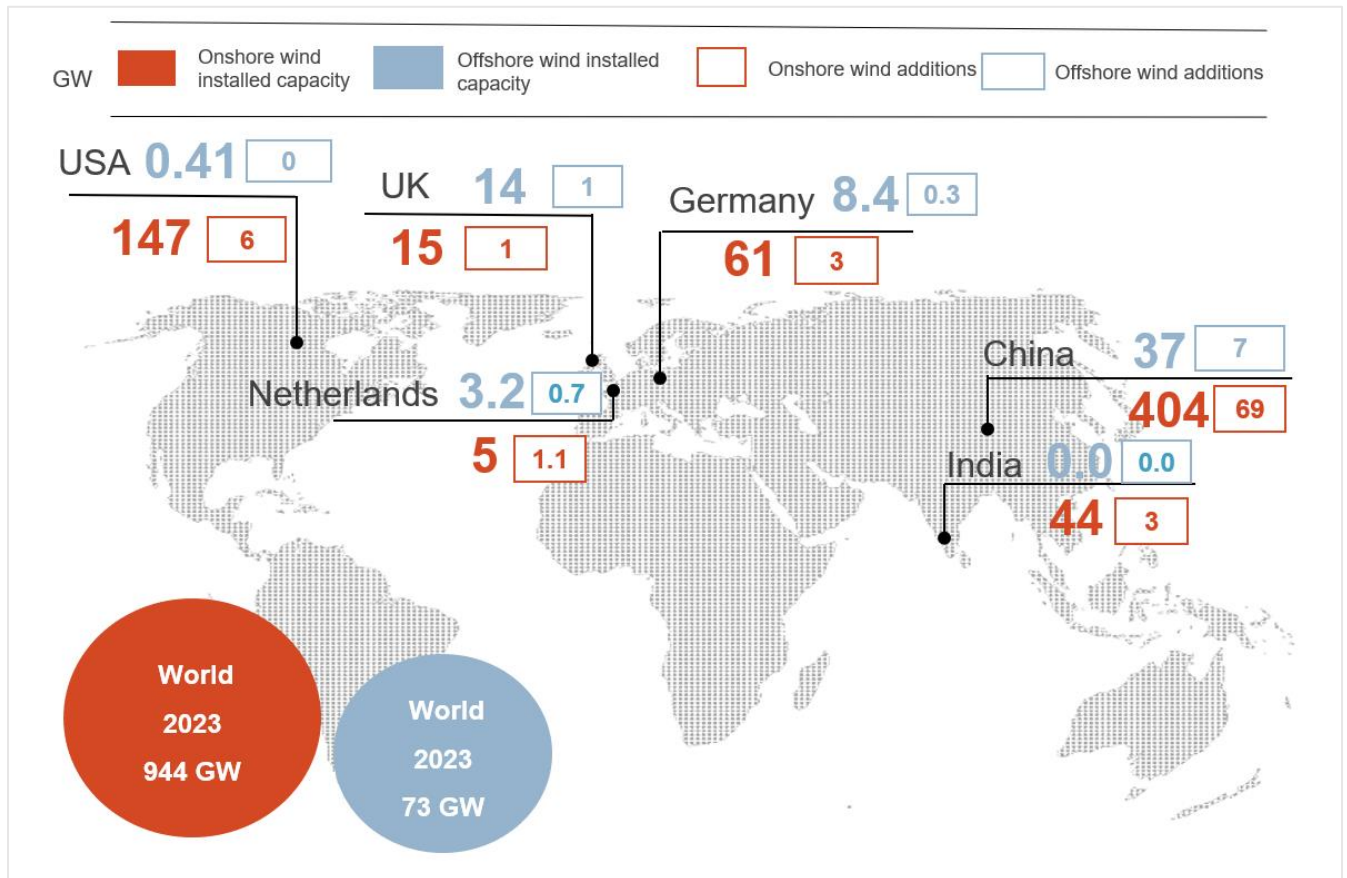 GW
Onshore wind
installed capacity
Offshore wind installed
capacity
Onshore wind additions
Offshore wind additions
USA 0.41 0
147 6
UK 14 1
15 1
Germany 8.4 0.3
61 3
Netherlands 3.2 0.7
5 1.1
China 37 7
404 69
India 0.0 0.0
44 3
World
2023
944 GW
World
2023
73 GW